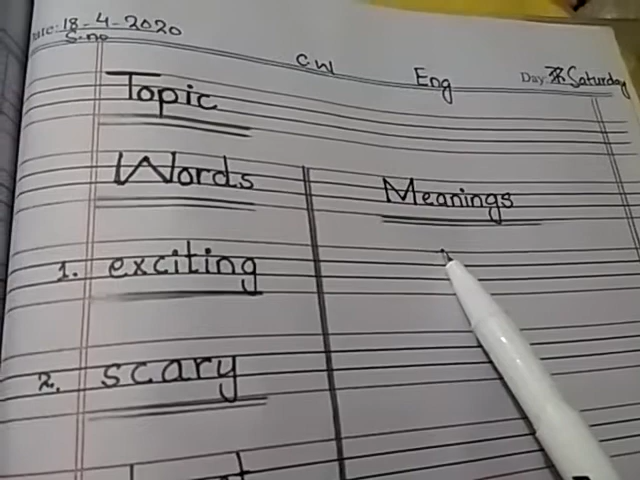 Date: 18-4-2020
S.no
C.W Eng Day: Saturday
Topic
Words Meanings
1. exciting
2. scary